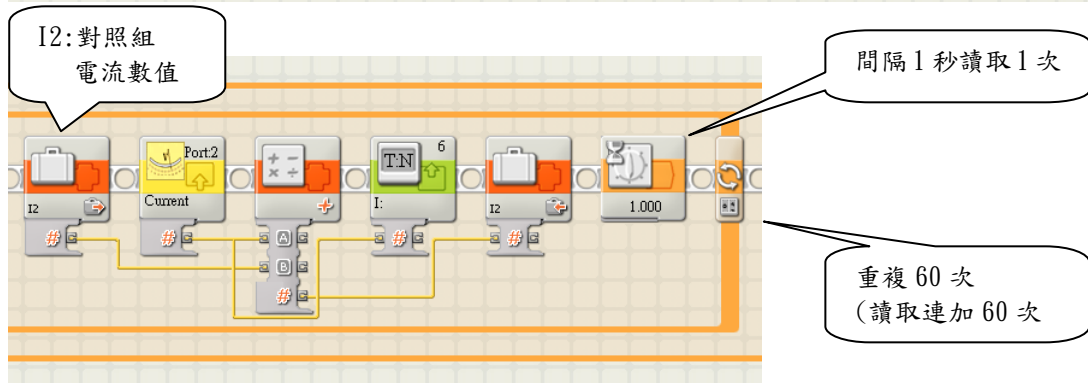 I2:對照組
電流數值
間隔1秒讀取1次
Port:2
T:N
6
I2
Current
I:
I2
1.000
A
B
重複60次
(讀取連加60次